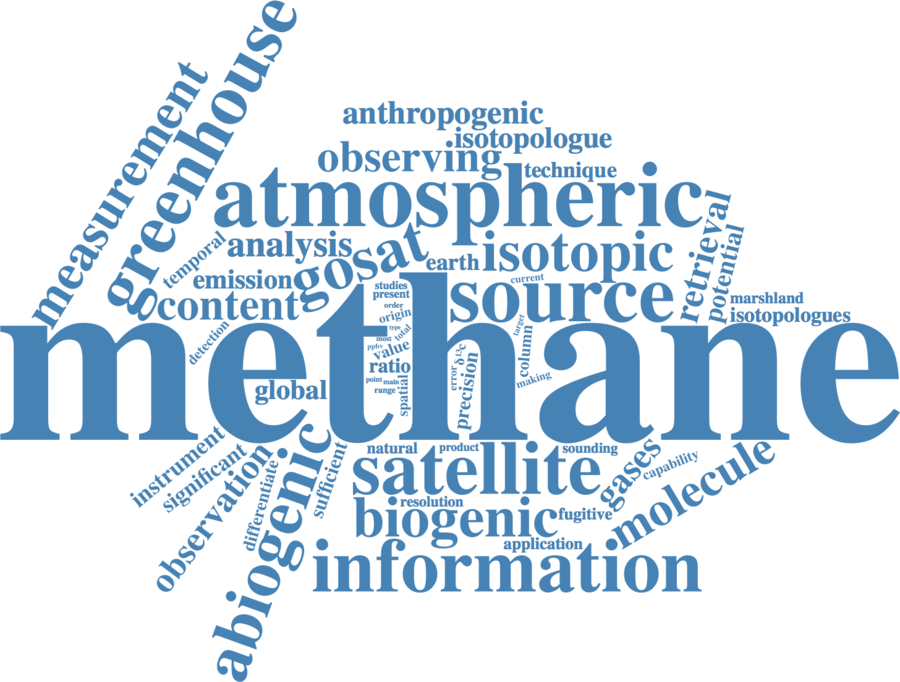 greenhouse
measurement
anthropogenic
isotopologue
observing
technique
atmospheric
retrieval
potential
temporal
analysis
gosat
earth
isotopic
emission
content
source
current
marshland
isotopologues
studies
present
order
origin
type
total
most
ppbv
value
ratio
point
main
range
spatial
error
δ¹³c
precision
target
column
making
detection
methane
global
instrument
significant
observation
differentiate
abiogenic
sufficient
natural
product
sounding
satellite
gases
capability
molecule
resolution
biogenic
fugitive
application
information